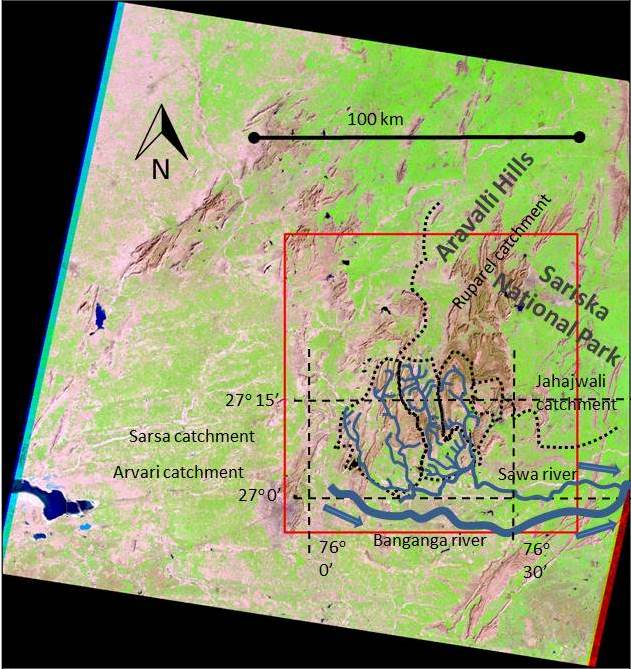 100 km
N
Aravalli Hills
Ruparel catchment
Sariska
National Park
Jahajwali
catchment
27° 15’
Sarsa catchment
Arvari catchment
Sawa river
27° 0’
Banganga river
76°
0’
76°
30’